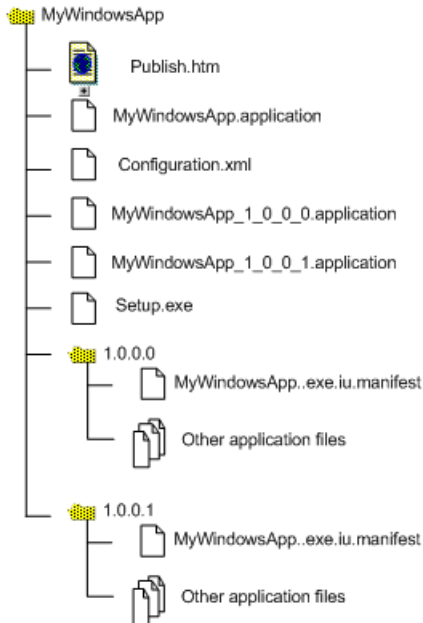 MyWindowsApp
Publish.htm
MyWindowsApp.application
Configuration.xml
MyWindowsApp_1_0_0_0.application
MyWindowsApp_1_0_0_1.application
Setup.exe
1.0.0.0
MyWindowsApp..exe.iu.manifest
Other application files
1.0.0.1
MyWindowsApp..exe.iu.manifest
Other application files